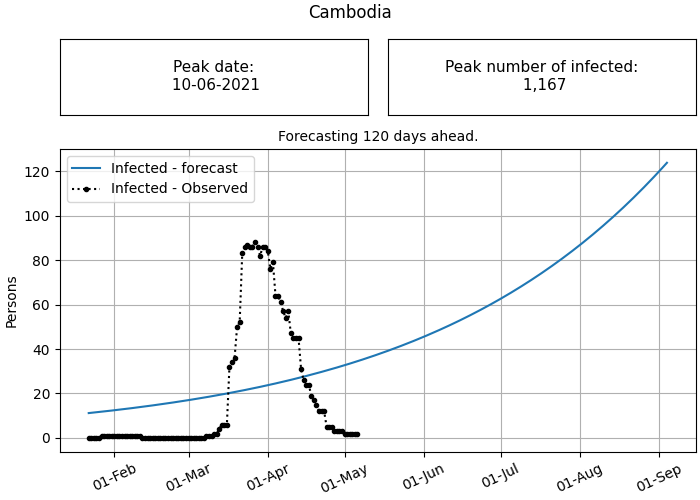 Cambodia
Peak date:
10-06-2021
Peak number of infected:
1,167
Forecasting 120 days ahead.
Infected - forecast
Infected - Observed
Persons
120
100
80
60
40
20
0
01-Feb
01-Mar
01-Apr
01-May
01-Jun
01-Jul
01-Aug
01-Sep